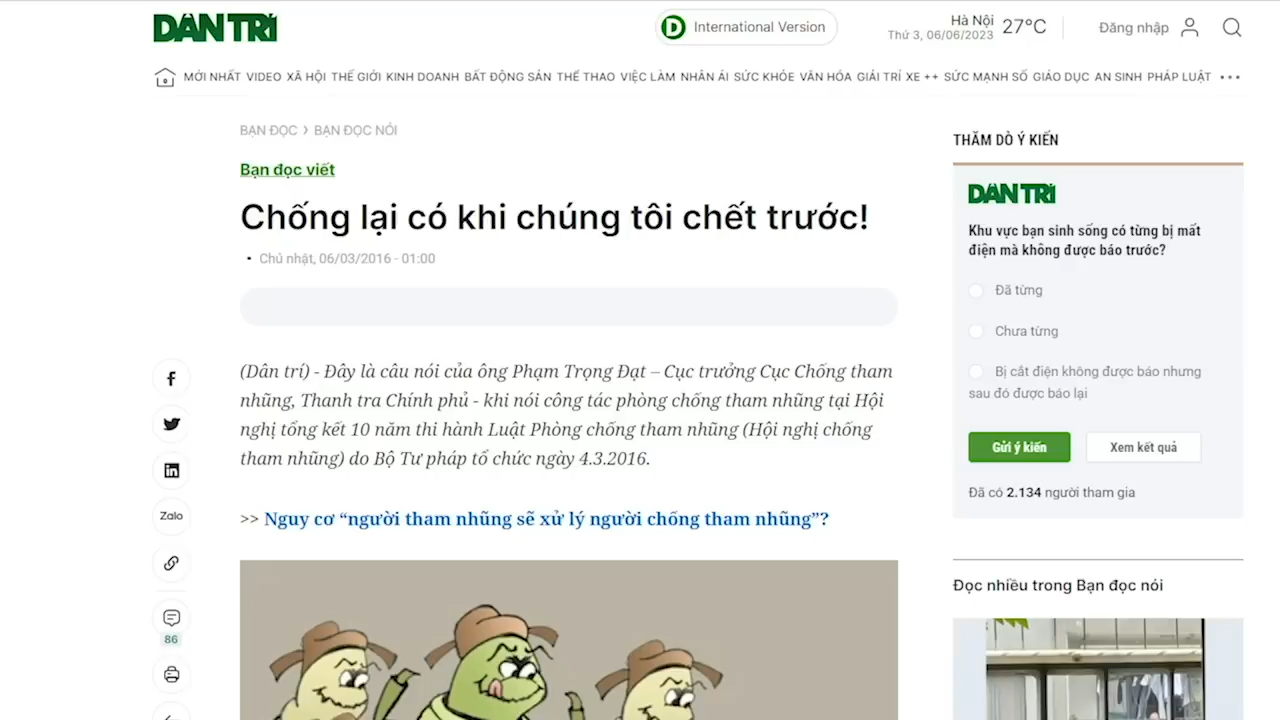 DÂN TRÍ
D International Version
Hà Nội
Thứ 3, 06/06/2023
27°C
Đăng nhập
MỚI NHẤT VIDEO XÃ HỘI THẾ GIỚI KINH DOANH BẤT ĐỘNG SẢN THỂ THAO VIỆC LÀM NHÂN ÁI SỨC KHỎE VĂN HÓA GIẢI TRÍ XE ++ SỨC MẠNH SỐ GIÁO DỤC AN SINH PHÁP LUẬT
BẠN ĐỌC › BẠN ĐỌC NÓI
Bạn đọc viết
Chống lại có khi chúng tôi chết trước!
• Chủ nhật, 06/03/2016 - 01:00
(Dân trí) - Đây là câu nói của ông Phạm Trọng Đạt – Cục trưởng Cục Chống tham
nhũng, Thanh tra Chính phủ - khi nói công tác phòng chống tham nhũng tại Hội
nghị tổng kết 10 năm thi hành Luật Phòng chống tham nhũng (Hội nghị chống
tham nhũng) do Bộ Tư pháp tổ chức ngày 4.3.2016.
>> Nguy cơ “người tham nhũng sẽ xử lý người chống tham nhũng”?
Zalo
86
THĂM DÒ Ý KIẾN
DÂN TRÍ
Khu vực bạn sinh sống có từng bị mất
điện mà không được báo trước?
Đã từng
Chưa từng
Bị cắt điện không được báo nhưng
sau đó được báo lại
Gửi ý kiến
Xem kết quả
Đã có 2.134 người tham gia
Đọc nhiều trong Bạn đọc nói